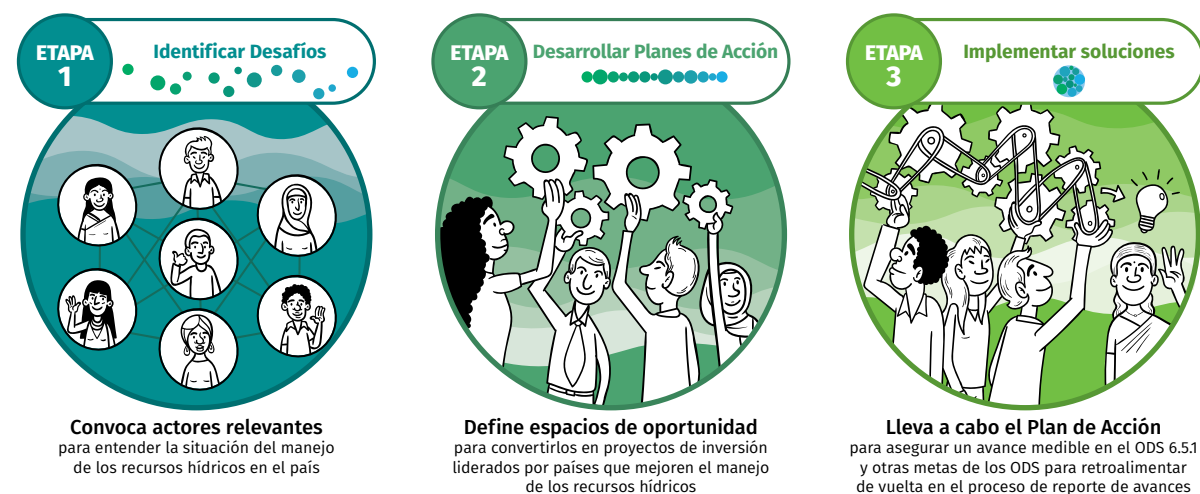 ETAPA
1
Identificar Desafíos
Convoca actores relevantes
para entender la situación del manejo
de los recursos hídricos en el país
ETAPA
2
Desarrollar Planes de Acción
Define espacios de oportunidad
para convertirlos en proyectos de inversión
liderados por países que mejoren el manejo
de los recursos hídricos
ETAPA
3
Implementar soluciones
Lleva a cabo el Plan de Acción
para asegurar un avance medible en el ODS 6.5.1
y otras metas de los ODS para retroalimentar
de vuelta en el proceso de reporte de avances